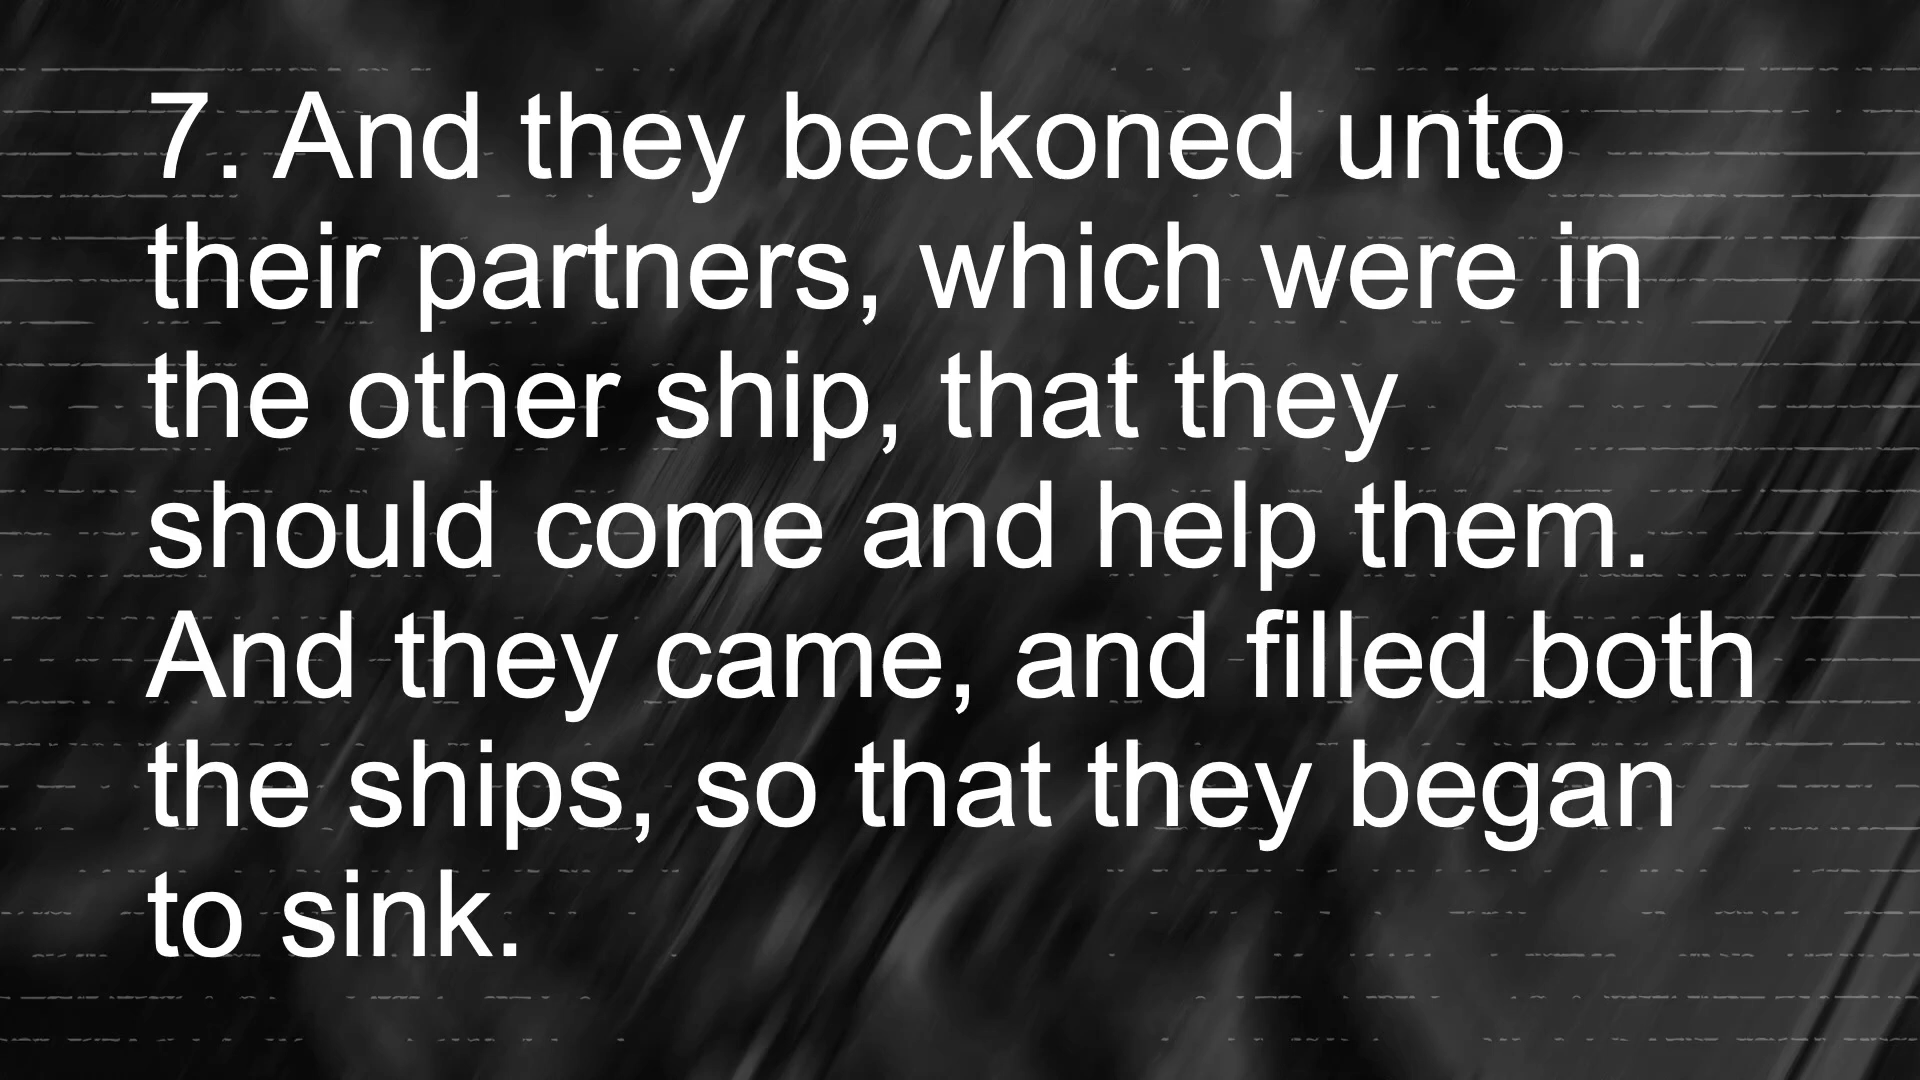 7. And they beckoned unto
their partners, which were in
the other ship, that they
should come and help them.
And they came, and filled both
the ships, so that they began
to sink.